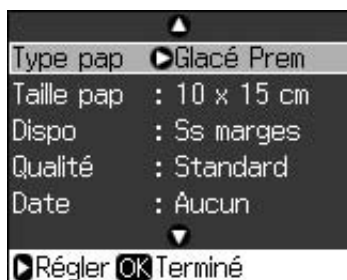 Type pap Glacé Prem
Taille pap : 10 x 15 cm
Dispo : Ss marges
Qualité : Standard
Date : Aucun
Régler OK Terminé